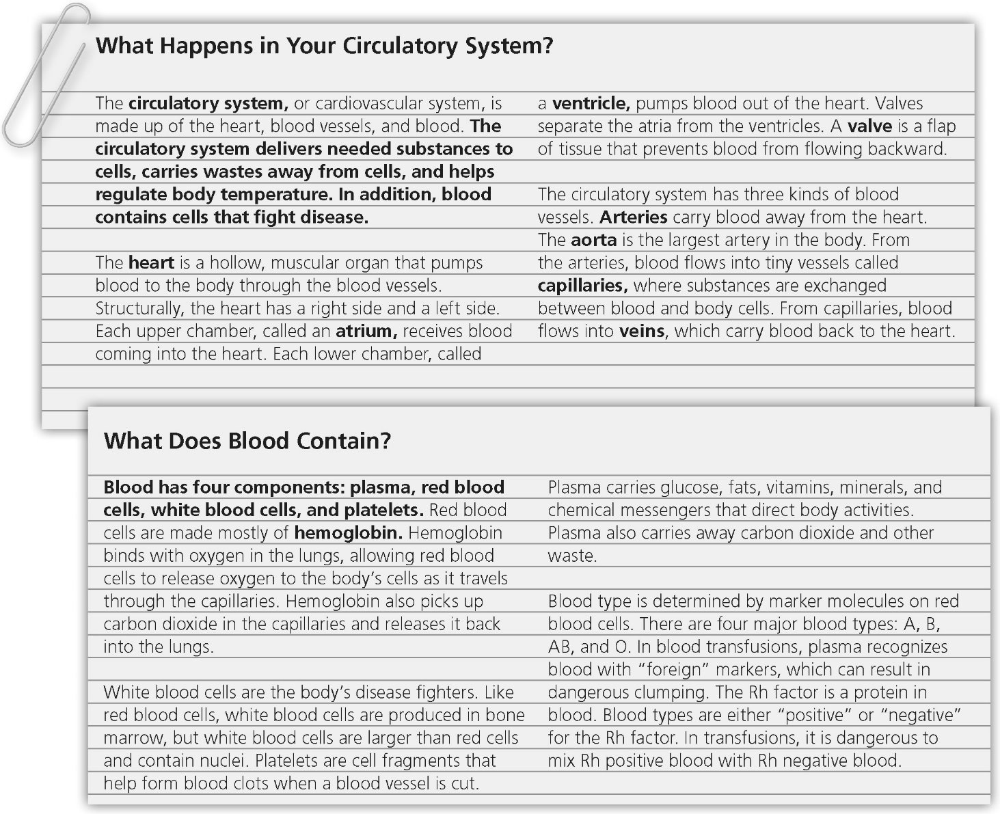 What Happens in Your Circulatory System?
The circulatory system, or cardiovascular system, is
made up of the heart, blood vessels, and blood. The
circulatory system delivers needed substances to
cells, carries wastes away from cells, and helps
regulate body temperature. In addition, blood
contains cells that fight disease.
The heart is a hollow, muscular organ that pumps
blood to the body through the blood vessels.
Structurally, the heart has a right side and a left side.
Each upper chamber, called an atrium, receives blood
coming into the heart. Each lower chamber, called
a ventricle, pumps blood out of the heart. Valves
separate the atria from the ventricles. A valve is a flap
of tissue that prevents blood from flowing backward.
The circulatory system has three kinds of blood
vessels. Arteries carry blood away from the heart.
The aorta is the largest artery in the body. From
the arteries, blood flows into tiny vessels called
capillaries, where substances are exchanged
between blood and body cells. From capillaries, blood
flows into veins, which carry blood back to the heart.
What Does Blood Contain?
Blood has four components: plasma, red blood
cells, white blood cells, and platelets. Red blood
cells are made mostly of hemoglobin. Hemoglobin
binds with oxygen in the lungs, allowing red blood
cells to release oxygen to the body’s cells as it travels
through the capillaries. Hemoglobin also picks up
carbon dioxide in the capillaries and releases it back
into the lungs.
White blood cells are the body’s disease fighters. Like
red blood cells, white blood cells are produced in bone
marrow, but white blood cells are larger than red cells
and contain nuclei. Platelets are cell fragments that
help form blood clots when a blood vessel is cut.
Plasma carries glucose, fats, vitamins, minerals, and
chemical messengers that direct body activities.
Plasma also carries away carbon dioxide and other
waste.
Blood type is determined by marker molecules on red
blood cells. There are four major blood types: A, B,
AB, and O. In blood transfusions, plasma recognizes
blood with “foreign” markers, which can result in
dangerous clumping. The Rh factor is a protein in
blood. Blood types are either “positive” or “negative”
for the Rh factor. In transfusions, it is dangerous to
mix Rh positive blood with Rh negative blood.